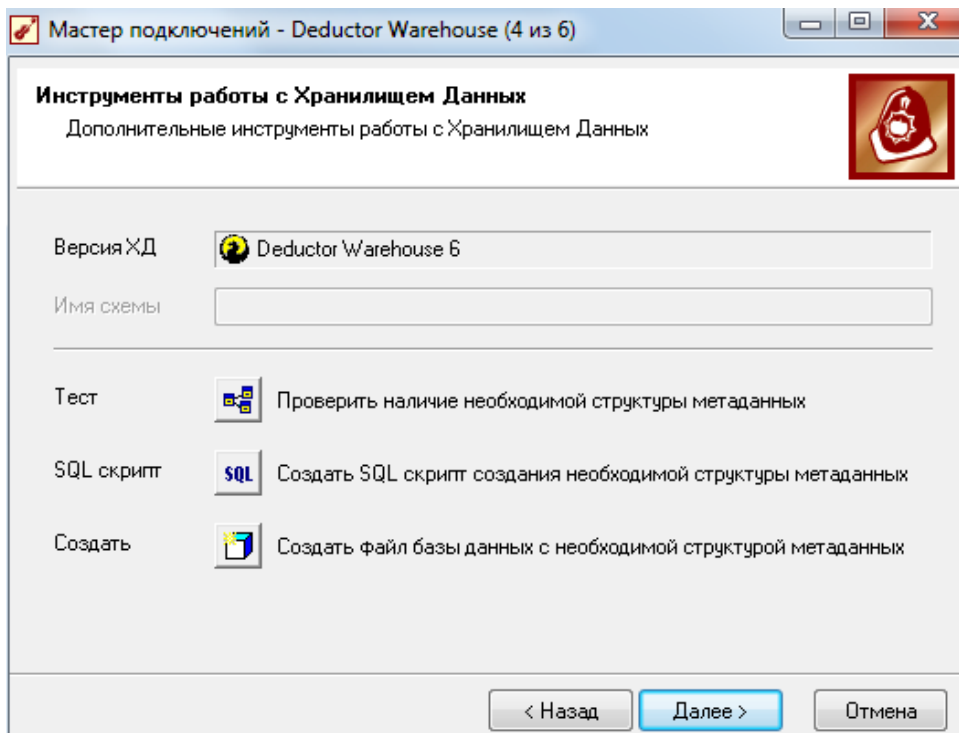 Мастер подключений - Deductor Warehouse (4 из 6)
Инструменты работы с Хранилищем Данных
Дополнительные инструменты работы с Хранилищем Данных
Версия ХД Deductor Warehouse 6
Имя схемы
Тест Проверить наличие необходимой структуры метаданных
SQL скрипт SQL Создать SQL скрипт создания необходимой структуры метаданных
Создать Создать файл базы данных с необходимой структурой метаданных
< Назад Далее > Отмена